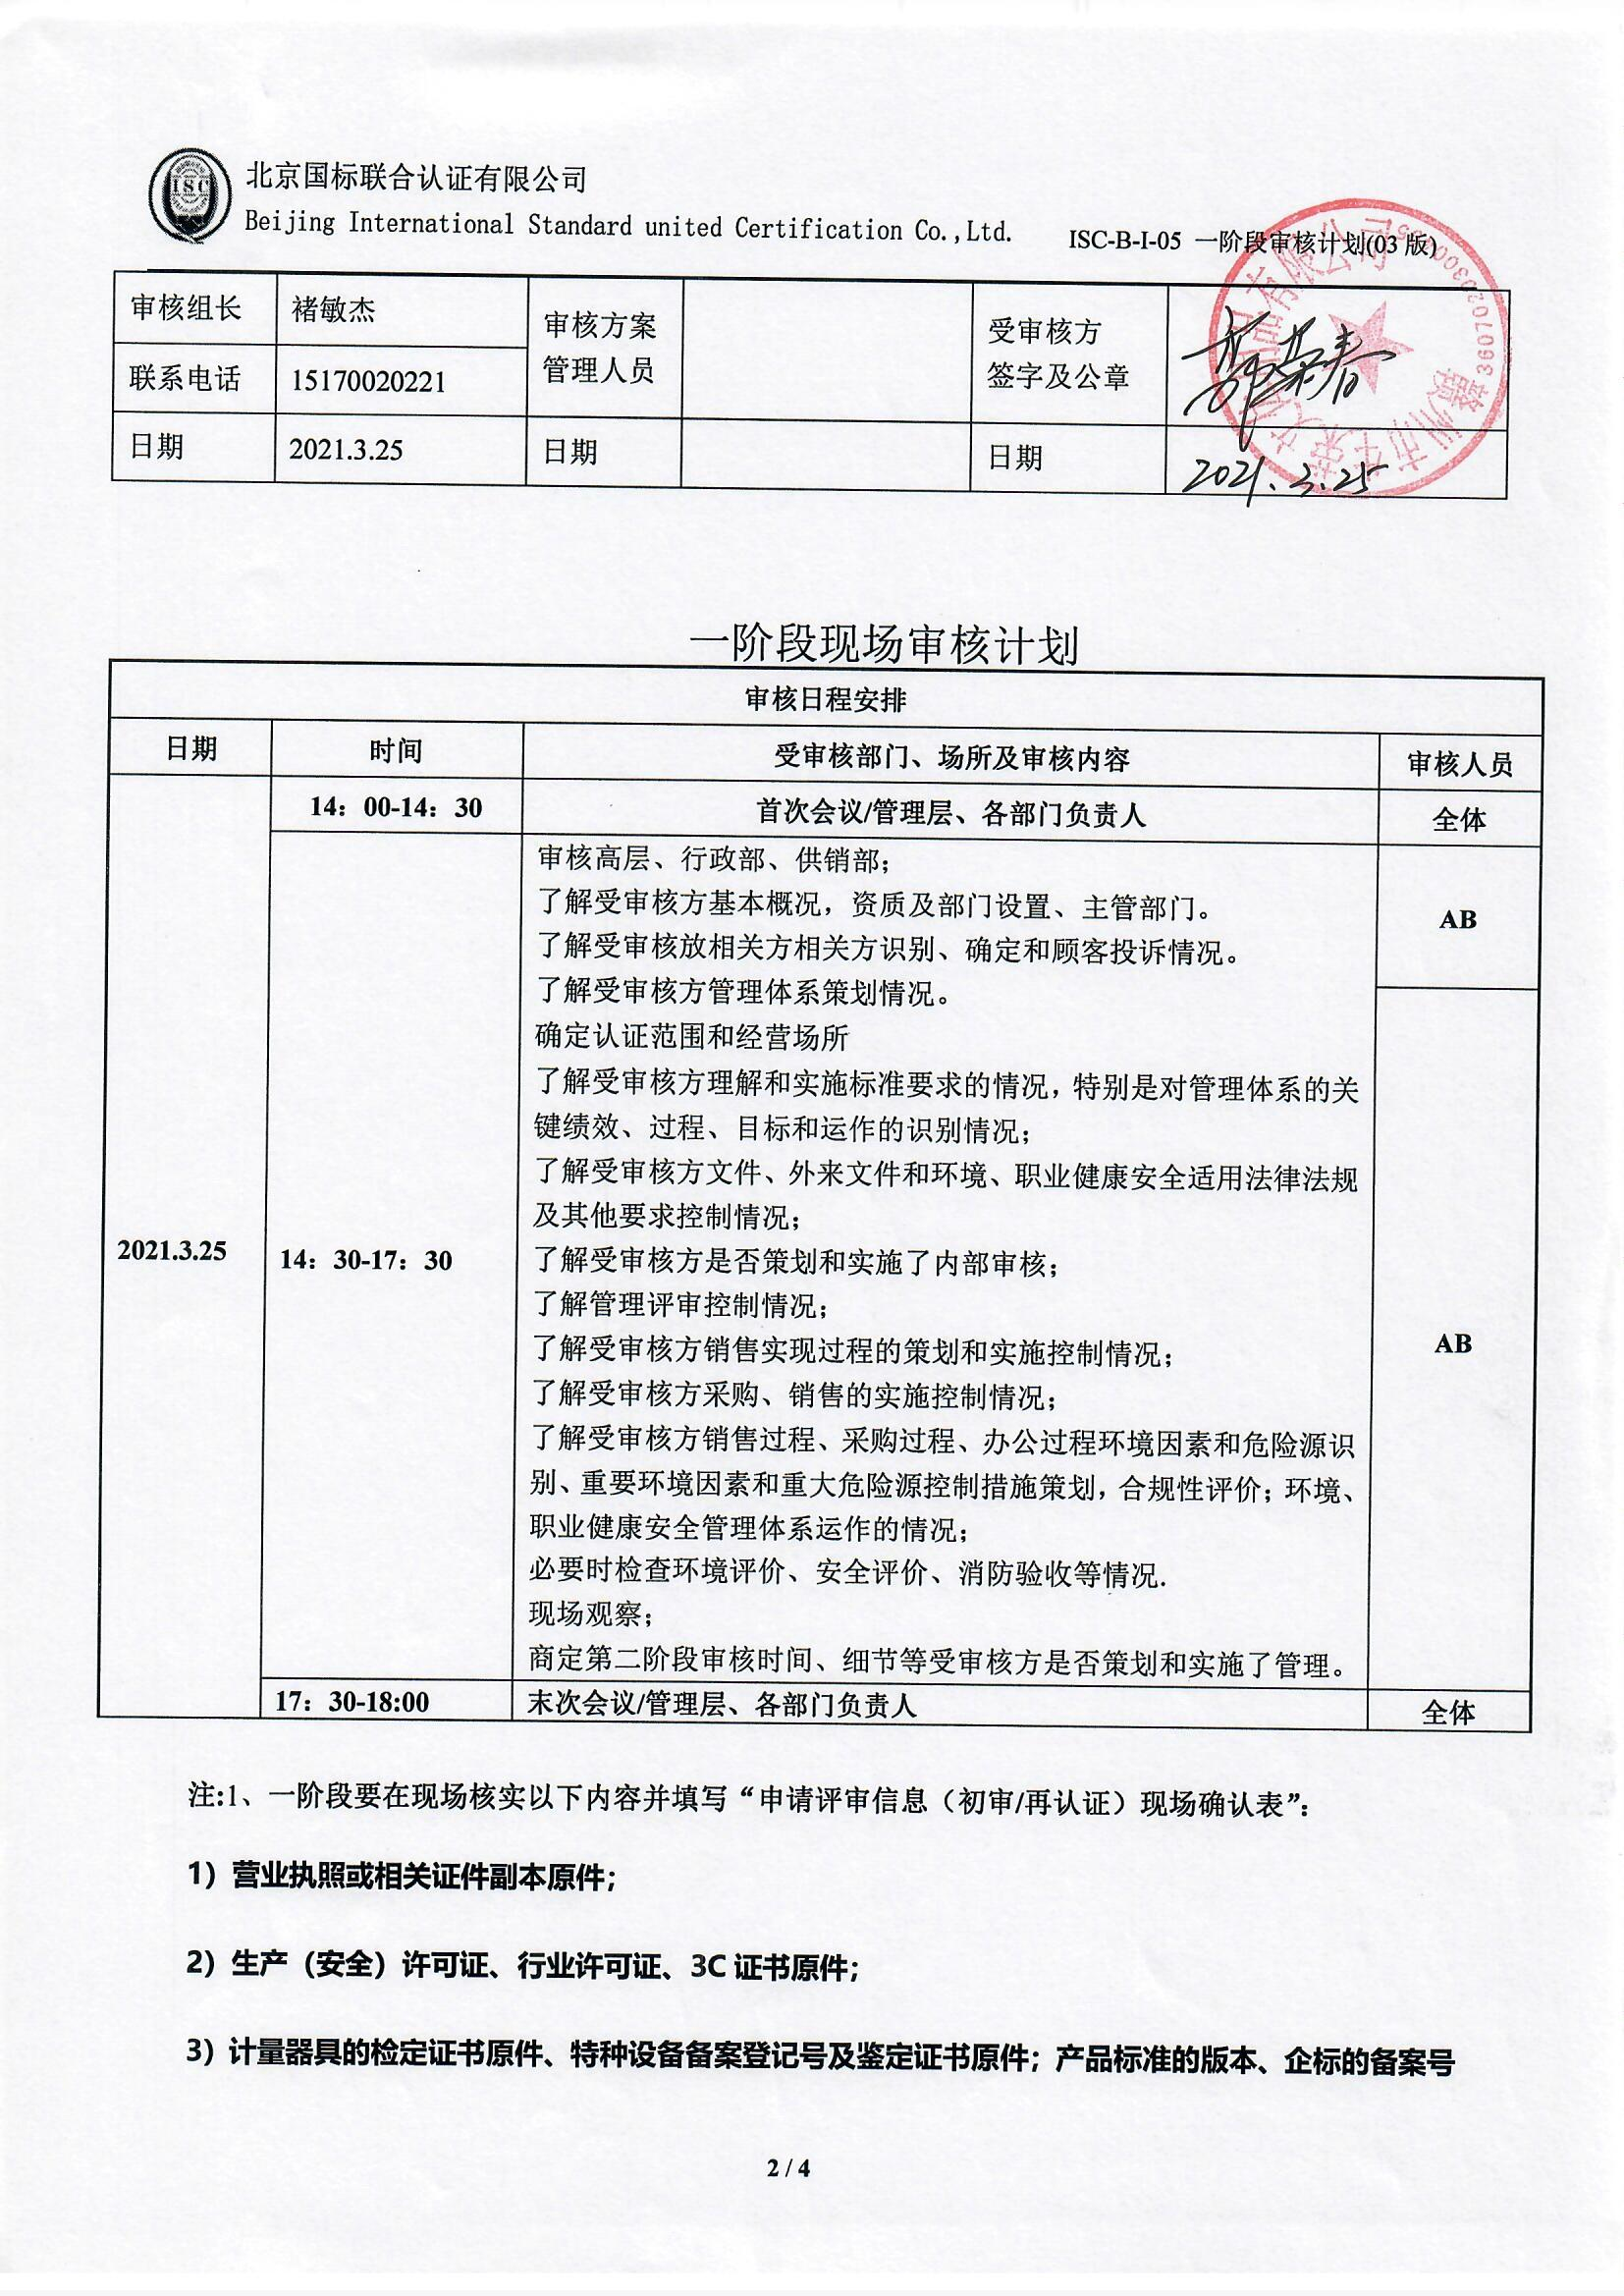 ISC
北京国标联合认证有限公司
Beijing International Standard united Certification Co.,Ltd.
ISC-B-I-05 一阶段审核计划(03 版)
审核组长
褚敏杰
审核方案
管理人员
受审核方
签字及公章
联系电话
15170020221
日期
2021.3.25
日期
日期
2021.3.25
一阶段现场审核计划
审核日程安排
日期
时间
受审核部门、场所及审核内容
审核人员
14：00-14：30
首次会议/管理层、各部门负责人
全体
审核高层、行政部、供销部；
了解受审核方基本概况，资质及部门设置、主管部门。
了解受审核放相关方相关方识别、确定和顾客投诉情况。
了解受审核方管理体系策划情况。
AB
确定认证范围和经营场所
了解受审核方理解和实施标准要求的情况，特别是对管理体系的关
键绩效、过程、目标和运作的识别情况；
了解受审核方文件、外来文件和环境、职业健康安全适用法律法规
及其他要求控制情况；
2021.3.25
14：30-17：30
了解受审核方是否策划和实施了内部审核；
了解管理评审控制情况；
了解受审核方销售实现过程的策划和实施控制情况；
AB
了解受审核方采购、销售的实施控制情况；
了解受审核方销售过程、采购过程、办公过程环境因素和危险源识
别、重要环境因素和重大危险源控制措施策划，合规性评价；环境、
职业健康安全管理体系运作的情况；
必要时检查环境评价、安全评价、消防验收等情况.
现场观察；
商定第二阶段审核时间、细节等受审核方是否策划和实施了管理。
17：30-18:00
末次会议/管理层、各部门负责人
全体
注:1、一阶段要在现场核实以下内容并填写“申请评审信息（初审/再认证）现场确认表”：
1）营业执照或相关证件副本原件；
2）生产（安全）许可证、行业许可证、3C 证书原件；
3）计量器具的检定证书原件、特种设备备案登记号及鉴定证书原件；产品标准的版本、企标的备案号
2 / 4